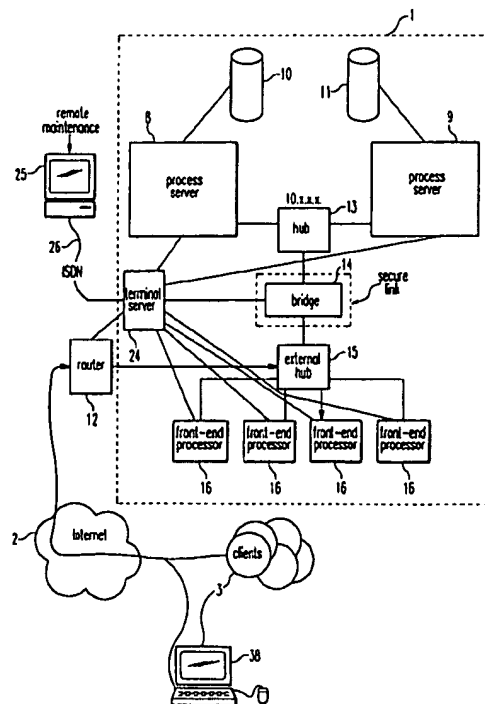 1
10
11
remote
maintenance
8
9
25
process
server
process
server
10.x.x.x.
13
hub
26
ISDN
14
secure
link
terminal
server
bridge
24
external
hub
15
router
12
front-end
processor
front-end
processor
front-end
processor
front-end
processor
16
16
16
16
2
Internet
clients
3
38